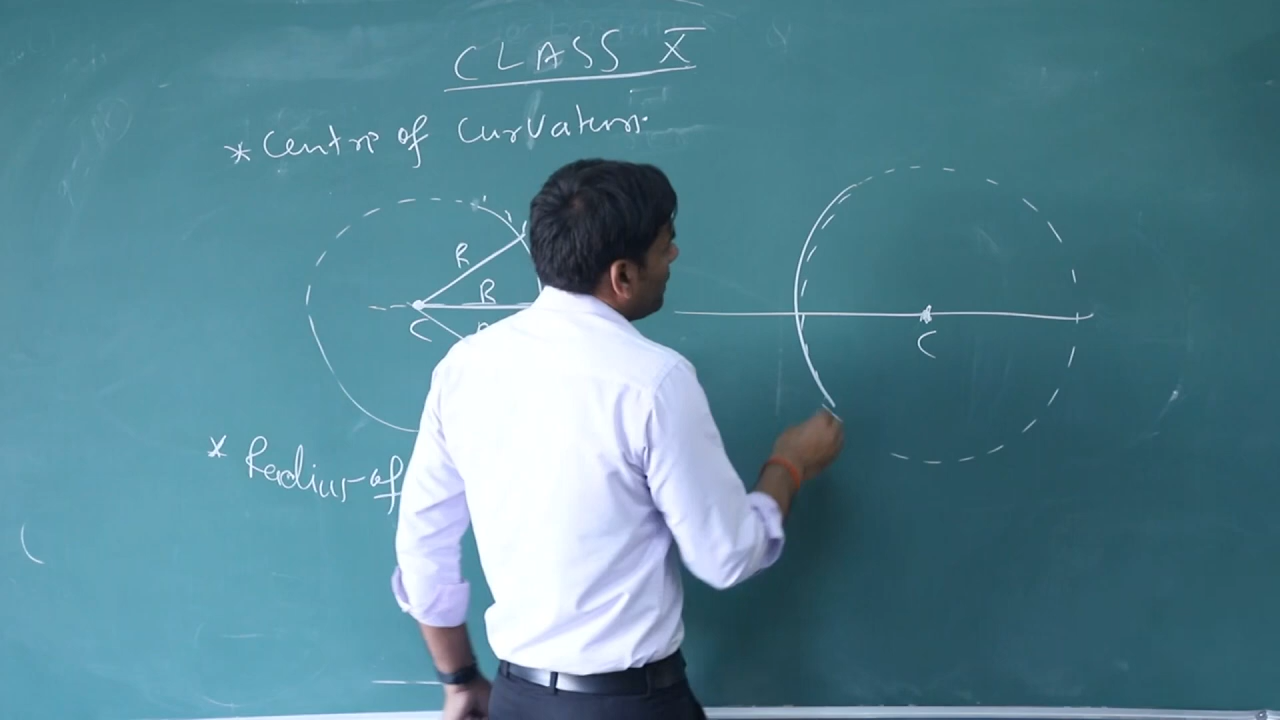 CLASS X
* Centre of Curvature.
R
R
C
C
* Radius of